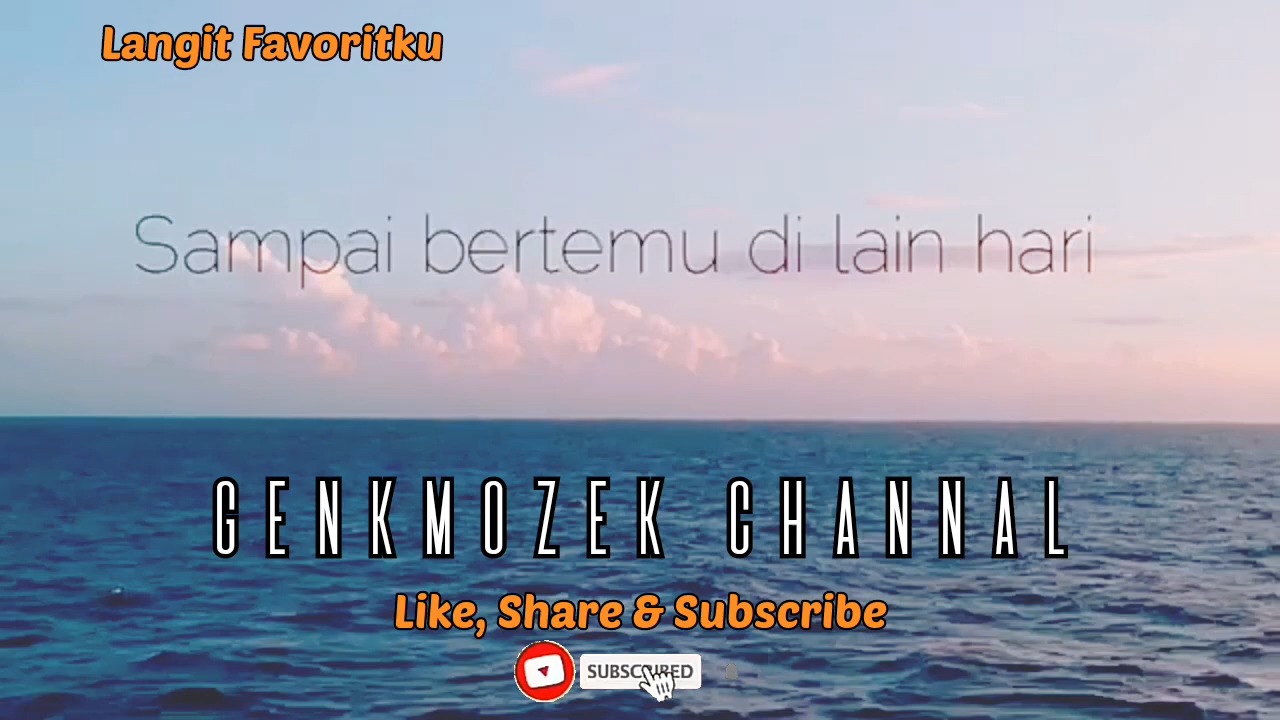 Langit Favoritku
Sampai bertemu di lain hari
GENKMOZEK CHANNAL
Like, Share & Subscribe
SUBSCRIBED